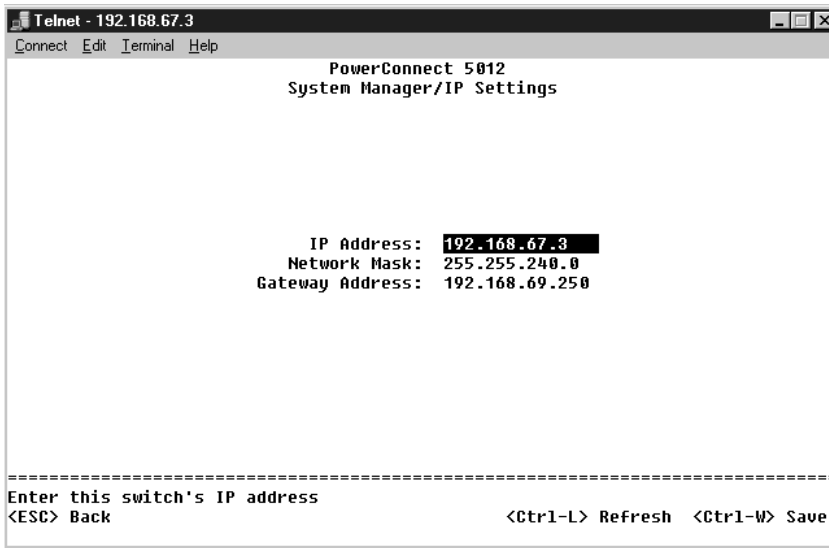 Telnet - 192.168.67.3
Connect Edit Terminal Help
PowerConnect 5012
System Manager/IP Settings
IP Address: 192.168.67.3
Network Mask: 255.255.240.0
Gateway Address: 192.168.69.250
================================================================================
Enter this switch's IP address
<ESC> Back <Ctrl-L> Refresh <Ctrl-W> Save